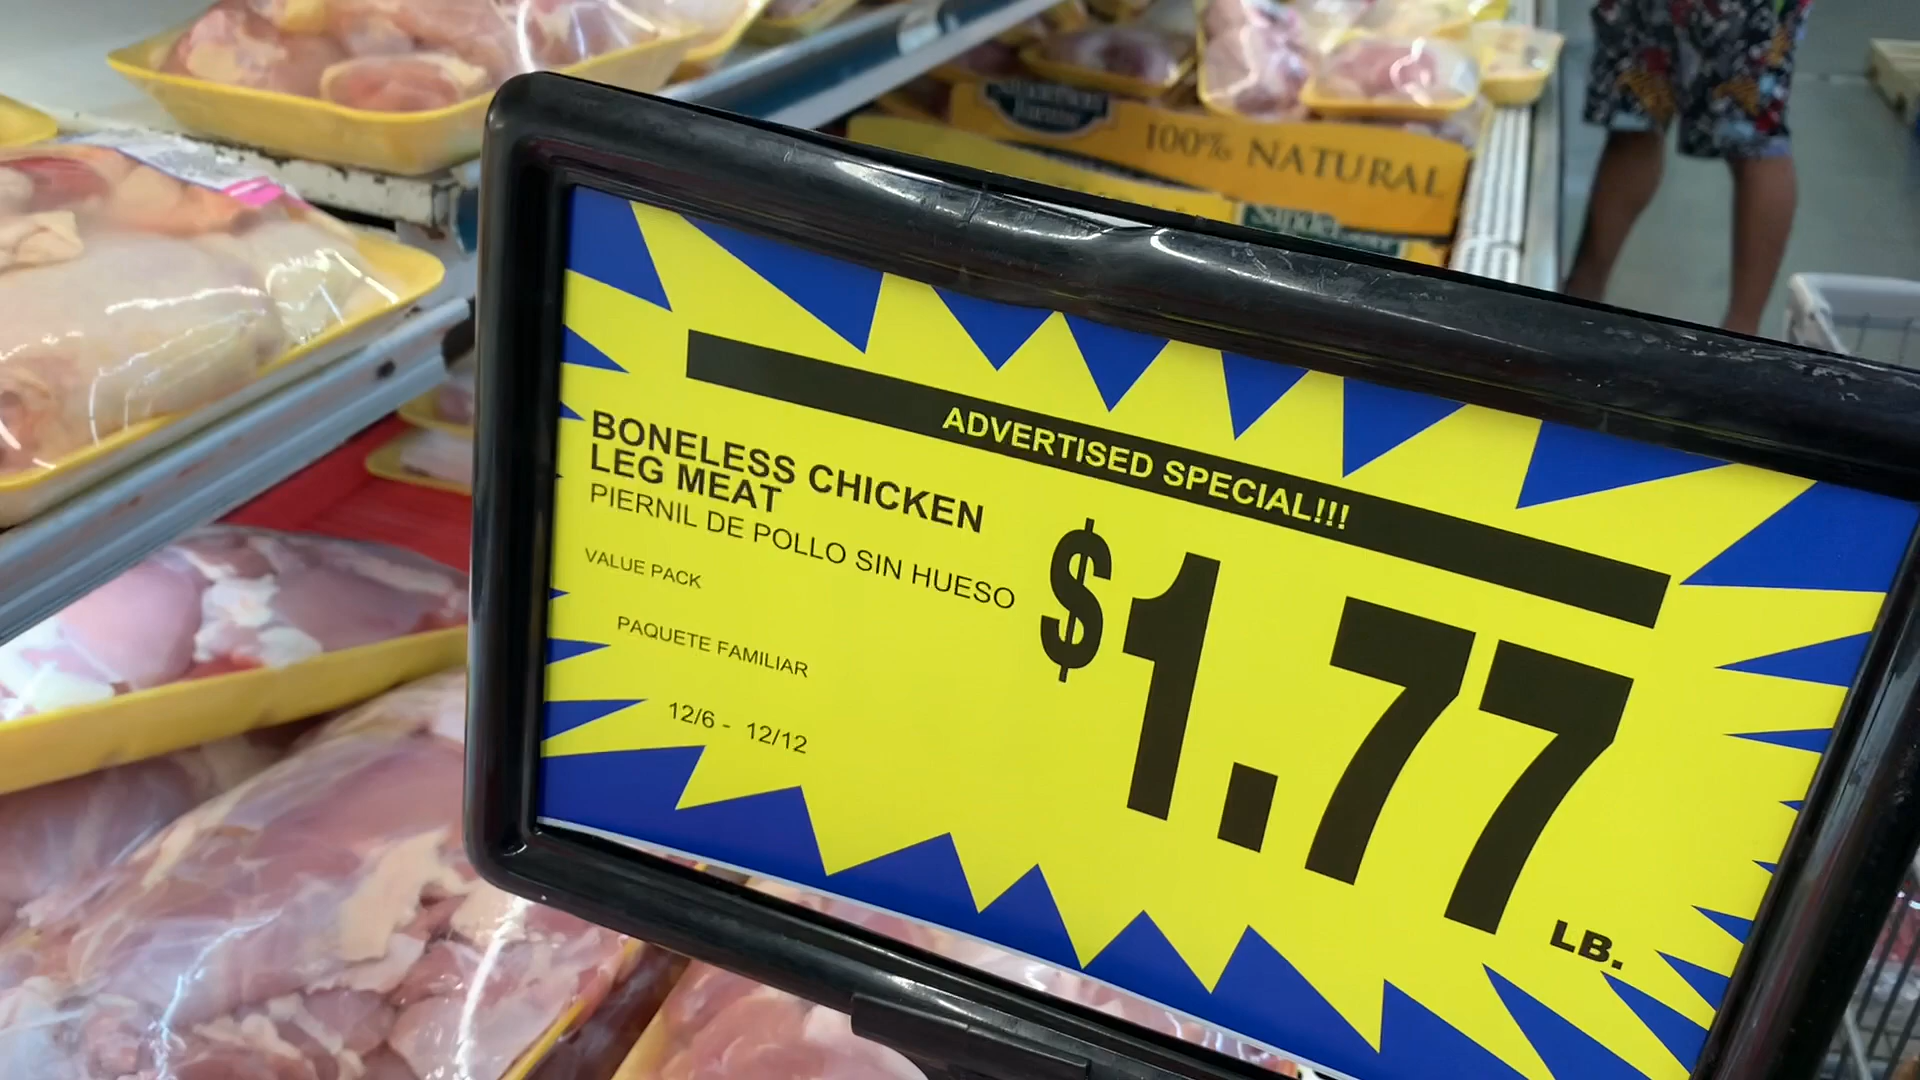 100% NATURAL
ADVERTISED SPECIAL!!!
BONELESS CHICKEN
LEG MEAT
PIERNIL DE POLLO SIN HUESO
VALUE PACK
PAQUETE FAMILIAR
12/6 - 12/12
$1.77
LB.